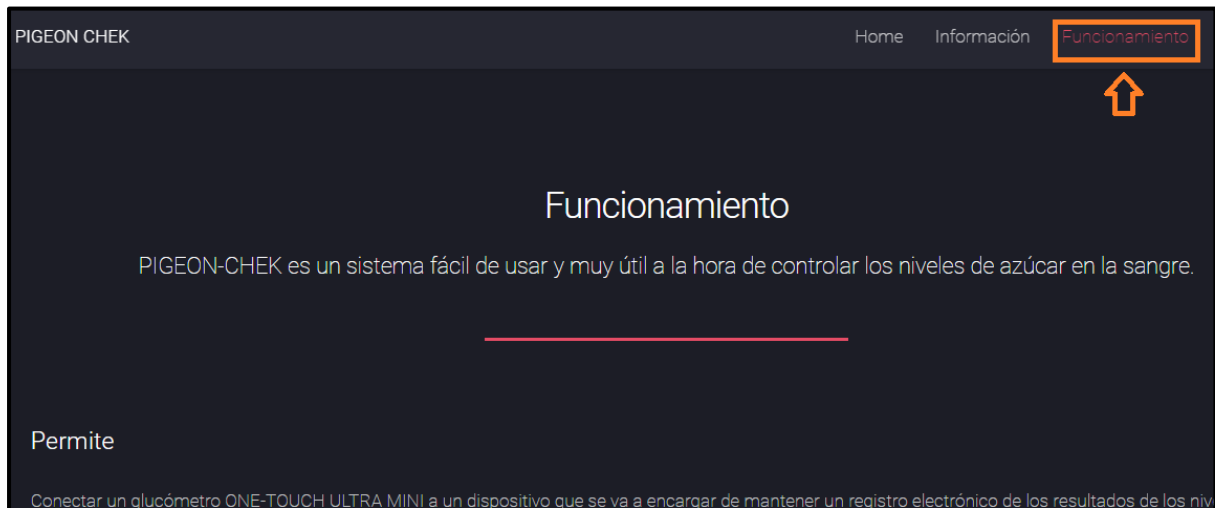 PIGEON CHEK Home Información Funcionamiento
Funcionamiento
PIGEON-CHEK es un sistema fácil de usar y muy útil a la hora de controlar los niveles de azúcar en la sangre.
Permite
Conectar un glucómetro ONE-TOUCH ULTRA MINI a un dispositivo que se va a encargar de mantener un registro electrónico de los resultados de los